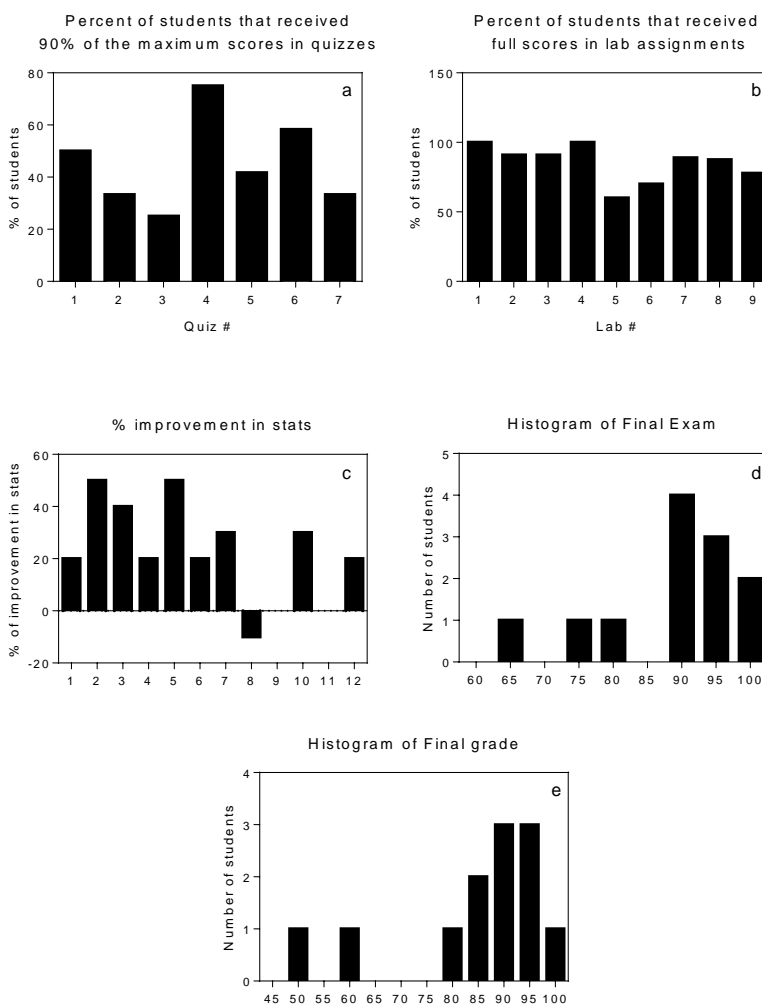 Percent of students that received
90% of the maximum scores in quizzes
80
60
40
20
0
% of students
a
1 2 3 4 5 6 7
Quiz #
Percent of students that received
full scores in lab assignments
150
100
50
0
% of students
b
1 2 3 4 5 6 7 8 9
Lab #
% improvement in stats
60
40
20
0
-20
% of improvement in stats
c
1 2 3 4 5 6 7 8 9 10 11 12
Histogram of Final Exam
5
4
3
2
1
0
Number of students
d
60 65 70 75 80 85 90 95 100
Histogram of Final grade
4
3
2
1
0
Number of students
e
45 50 55 60 65 70 75 80 85 90 95 100